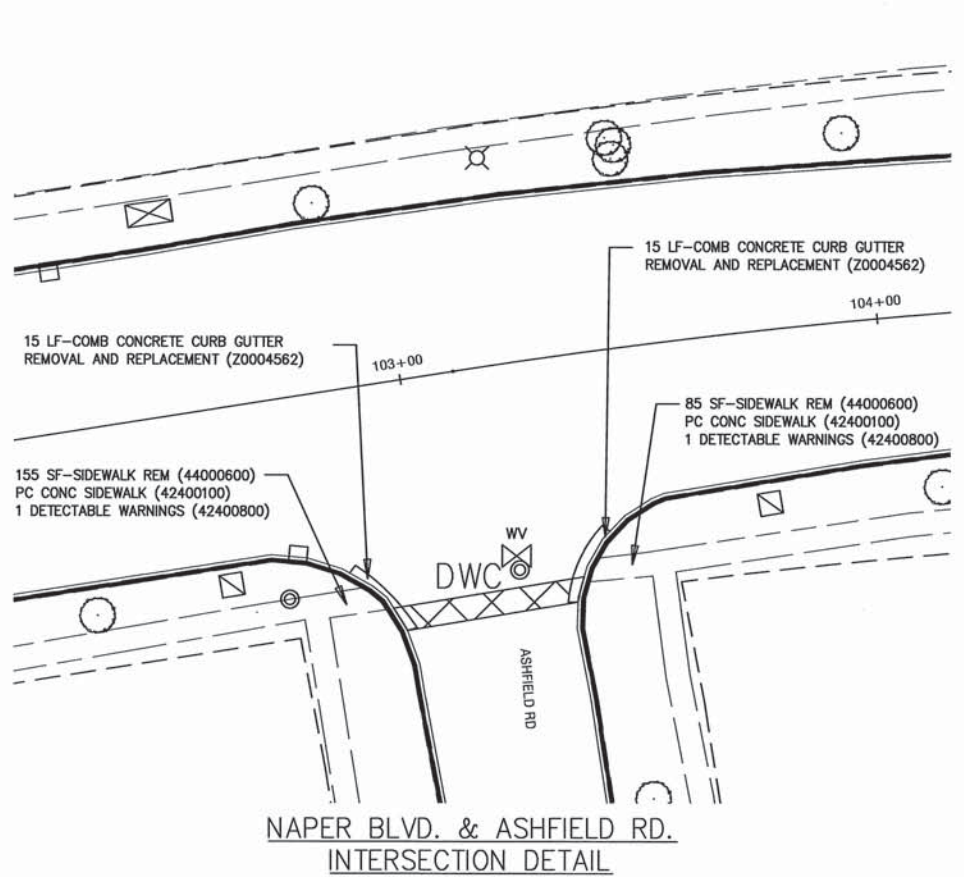 15 LF-COMB CONCRETE CURB GUTTER
REMOVAL AND REPLACEMENT (Z0004562)
104+00
15 LF-COMB CONCRETE CURB GUTTER
REMOVAL AND REPLACEMENT (Z0004562)
103+00
85 SF-SIDEWALK REM (44000600)
PC CONC SIDEWALK (42400100)
1 DETECTABLE WARNINGS (42400800)
155 SF-SIDEWALK REM (44000600)
PC CONC SIDEWALK (42400100)
1 DETECTABLE WARNINGS (42400800)
WV
DWC
ASHFIELD RD
NAPER BLVD. & ASHFIELD RD.
INTERSECTION DETAIL